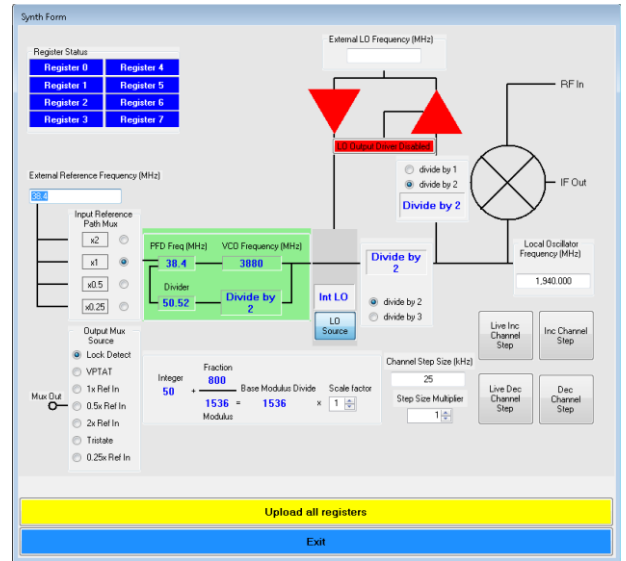 Synth Form
Register Status
Register 0 Register 4
Register 1 Register 5
Register 2 Register 6
Register 3 Register 7
External LO Frequency (MHz)
RF In
LO Output Driver Disabled
divide by 1
divide by 2
Divide by 2
IF Out
External Reference Frequency (MHz)
38.4
Input Reference
Path Mux
x2
x1
x0.5
x0.25
PFD Freq (MHz) VCO Frequency (MHz)
38.4 3880
Divider
50.52 Divide by
2
Int LO
LO
Source
Divide by
2
divide by 2
divide by 3
Local Oscillator
Frequency (MHz)
1,940.000
Output Mux
Source
Lock Detect
VPTAT
1x Ref In
0.5x Ref In
2x Ref In
Tristate
0.25x Ref In
Mux Out
Integer
50
+
Fraction
800
1536
Modulus
=
Base Modulus Divide
1536
×
Scale factor
1
Channel Step Size (kHz)
25
Step Size Multiplier
1
Live Inc
Channel
Step
Inc Channel
Step
Live Dec
Channel
Step
Dec
Channel
Step
Upload all registers
Exit